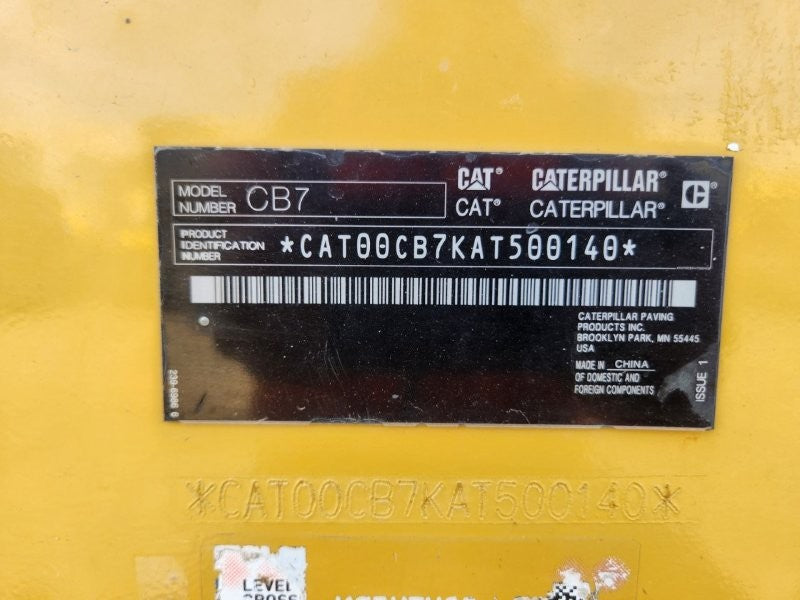 MODEL NUMBER CB7
CAT® CATERPILLAR®
CAT® CATERPILLAR®
PRODUCT IDENTIFICATION NUMBER *CAT00CB7KAT500140*
CATERPILLAR PAVING
PRODUCTS INC.
BROOKLYN PARK, MN 55445
USA
MADE IN CHINA
OF DOMESTIC AND
FOREIGN COMPONENTS
ISSUE 1
*CAT00CB7KAT500140*
LEVEL
CROSS